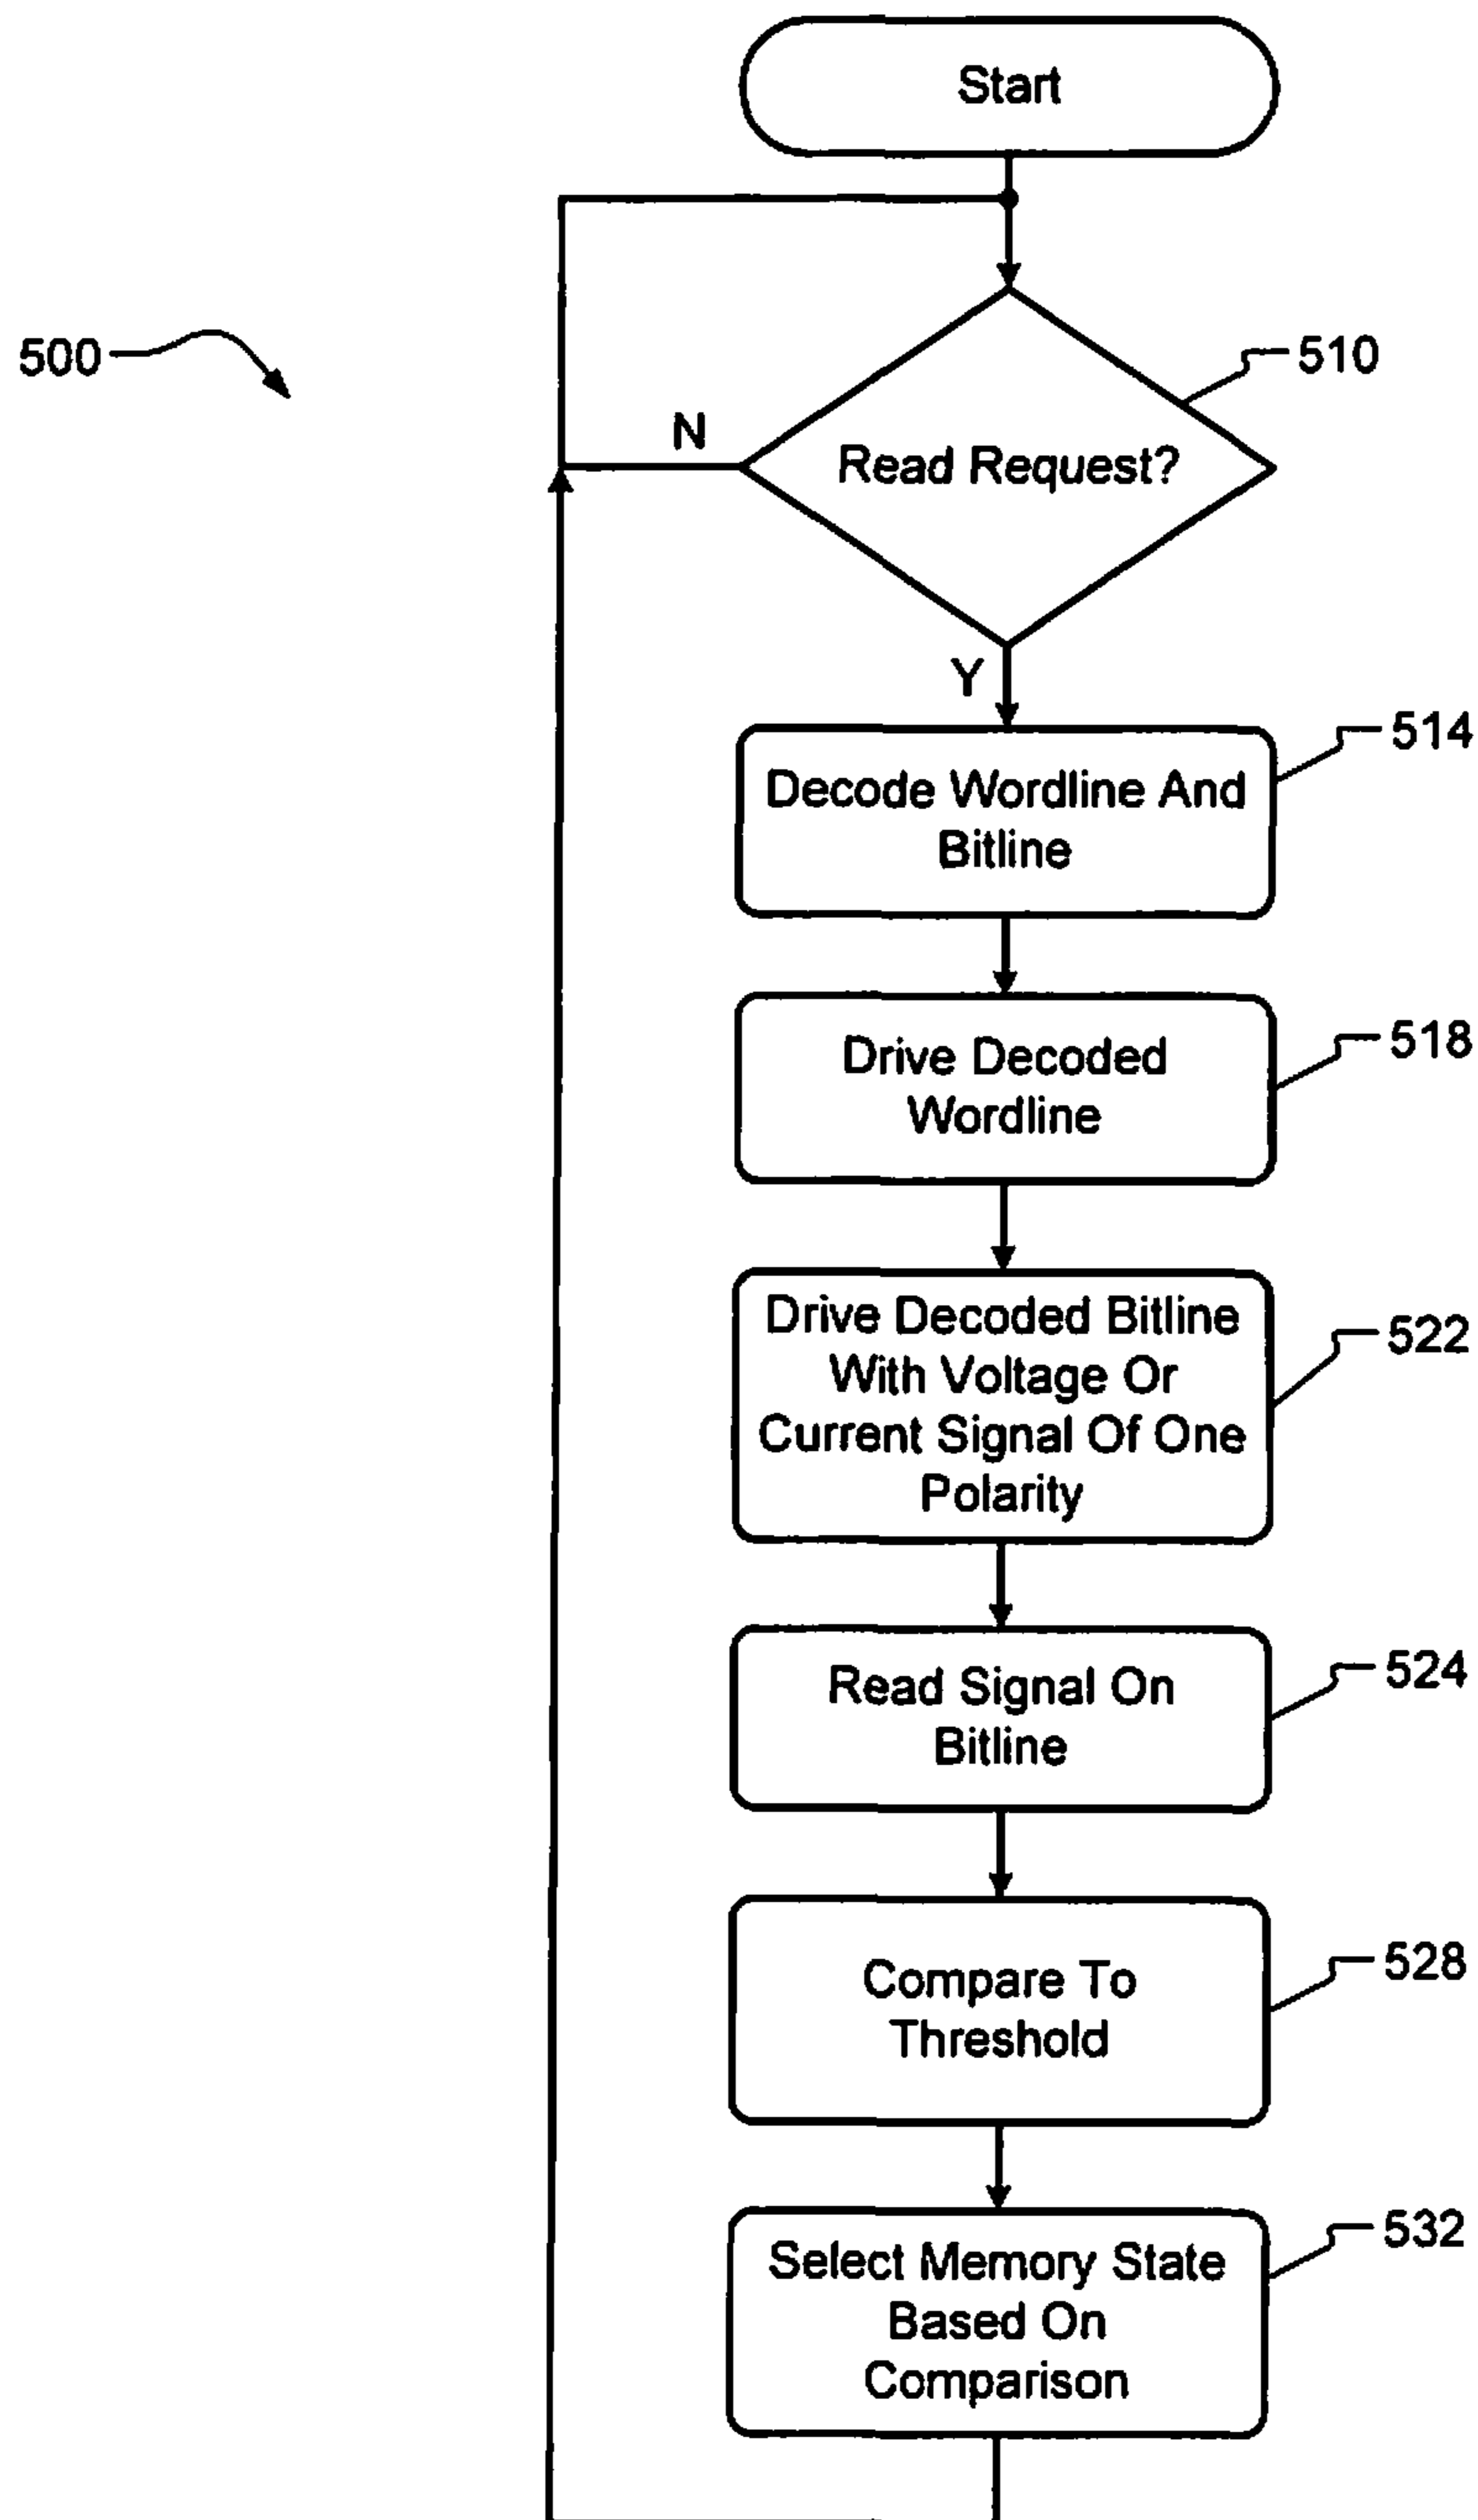 Start
500
510
N
Read Request?
Y
514
Decode Wordline And
Bitline
518
Drive Decoded
Wordline
522
Drive Decoded Bitline
With Voltage Or
Current Signal Of One
Polarity
524
Read Signal On
Bitline
528
Compare To
Threshold
532
Select Memory State
Based On
Comparison